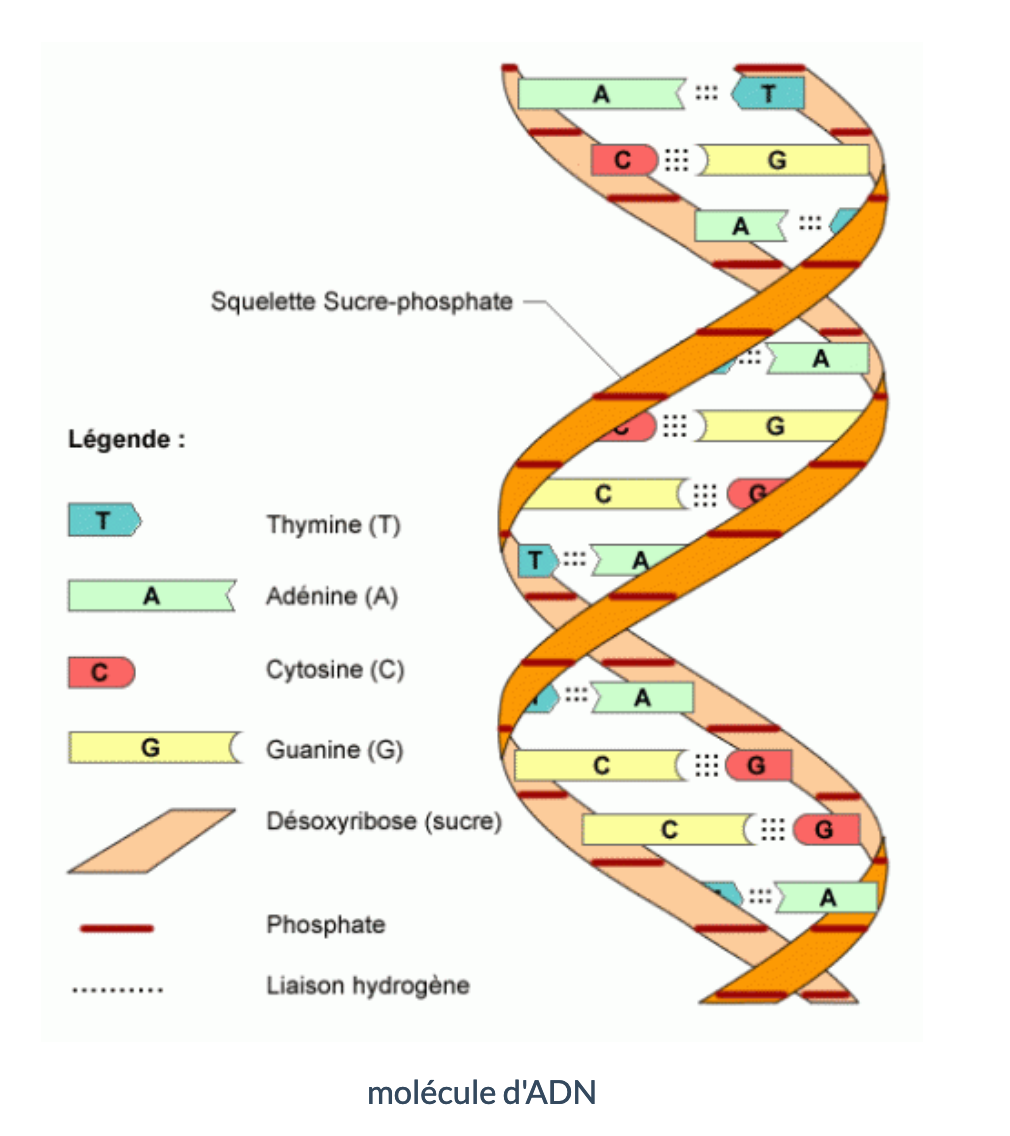 A T
C G
A
Squelette Sucre-phosphate
A
Légende :
C G
C G
T
Thymine (T)
T A
A
Adénine (A)
C
Cytosine (C)
T A
G
Guanine (G)
C G
Désoxyribose (sucre)
C G
A
Phosphate
Liaison hydrogène
molécule d'ADN